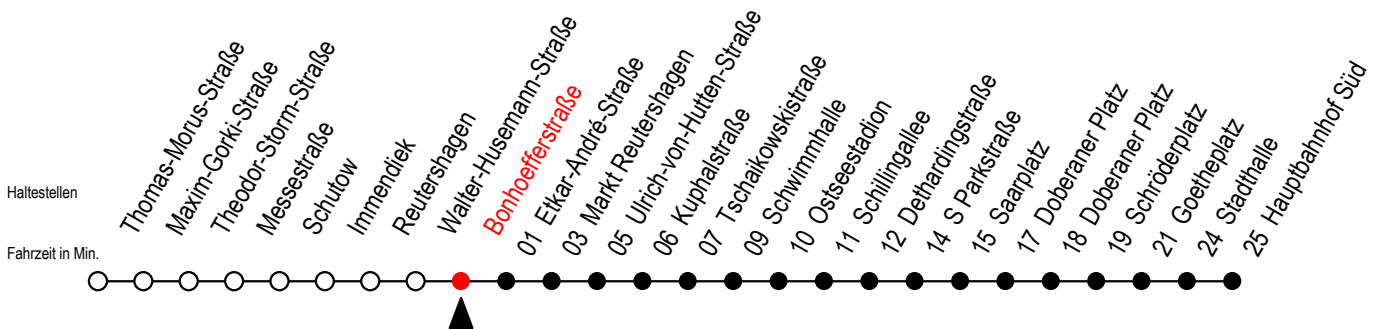 Haltestellen
Fahrzeit in Min.
Thomas-Morus-Straße
Maxim-Gorki-Straße
Theodor-Storm-Straße
Messestraße
Schutow
Immendiek
Reutershagen
Walter-Husemann-Straße
Bonhoefferstraße
01 Etkar-André-Straße
03 Markt Reutershagen
05 Ulrich-von-Hutten-Straße
06 Kuphalstraße
07 Tschaikowskistraße
09 Schwimmhalle
10 Ostseestadion
11 Schillingallee
12 Dethardingstraße
14 S Parkstraße
15 Saarplatz
17 Doberaner Platz
18 Doberaner Platz
19 Schröderplatz
21 Goetheplatz
24 Stadthalle
25 Hauptbahnhof Süd